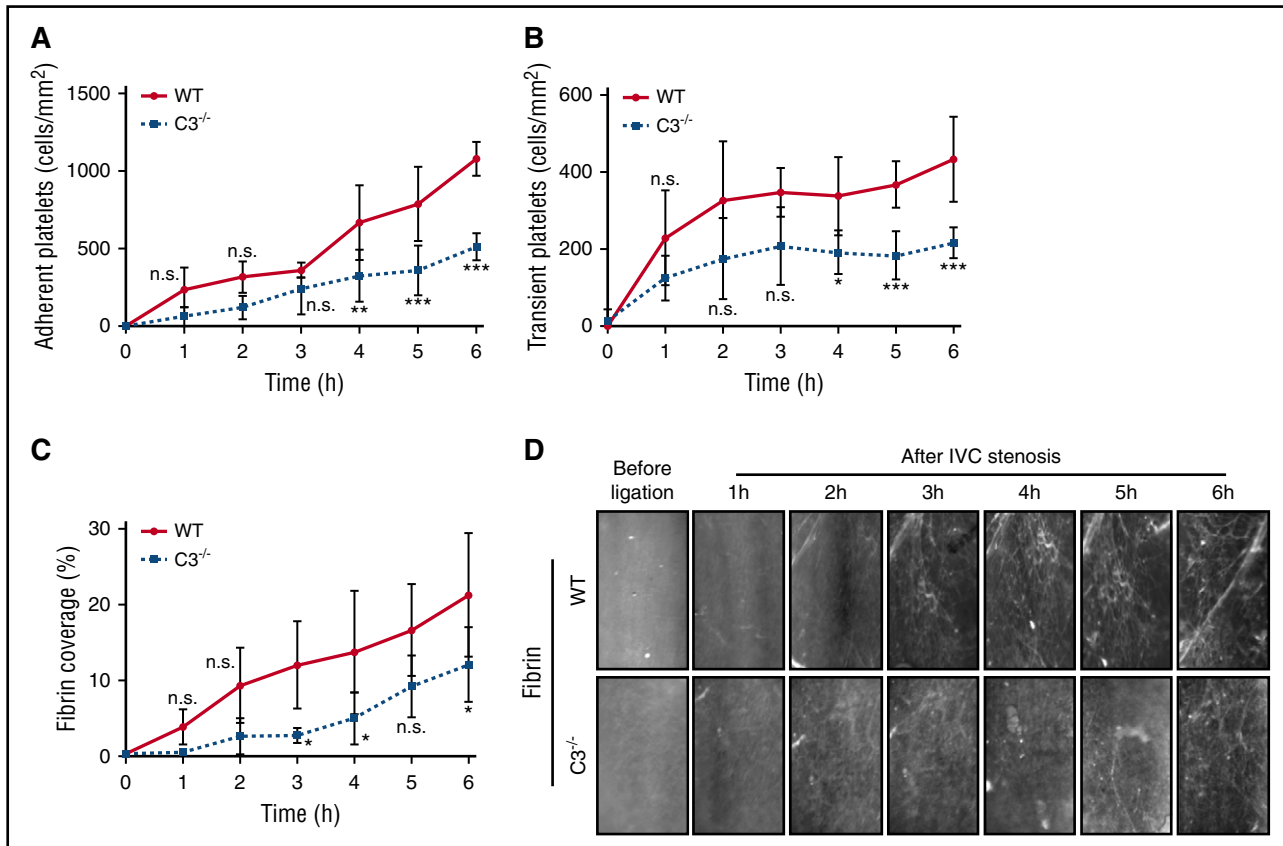 A
WT
C3-/-
Adherent platelets (cells/mm2)
1500
1000
500
0
n.s.
n.s.
n.s.
**
***
***
0 1 2 3 4 5 6
Time (h)
B
WT
C3-/-
Transient platelets (cells/mm2)
600
400
200
0
n.s.
n.s.
n.s.
*
***
***
0 1 2 3 4 5 6
Time (h)
C
WT
C3-/-
Fibrin coverage (%)
30
20
10
0
n.s.
n.s.
*
*
n.s.
*
0 1 2 3 4 5 6
Time (h)
D
Before
ligation
After IVC stenosis
1h 2h 3h 4h 5h 6h
Fibrin
WT
C3-/-